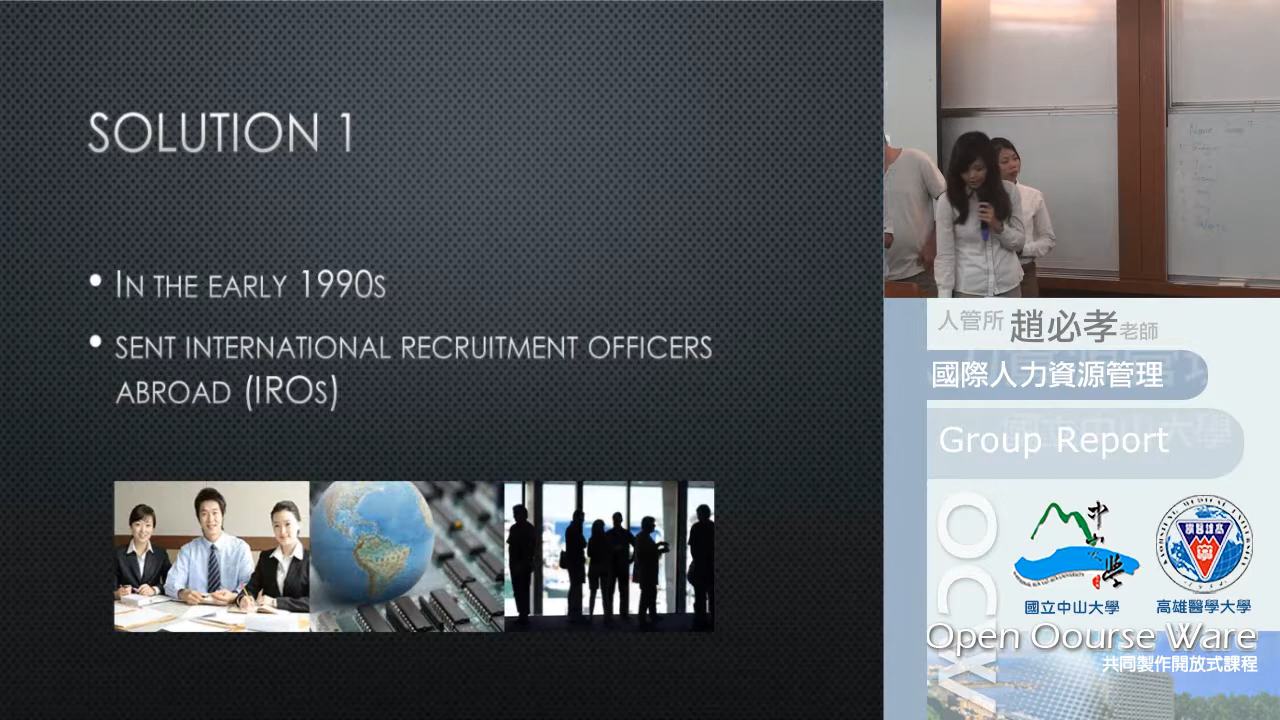 SOLUTION 1
• IN THE EARLY 1990S
• SENT INTERNATIONAL RECRUITMENT OFFICERS
ABROAD (IROS)
人管所 趙必孝老師
國際人力資源管理
Group Report
OCW
國立中山大學
高雄醫學大學
Open Oourse Ware
共同製作開放式課程